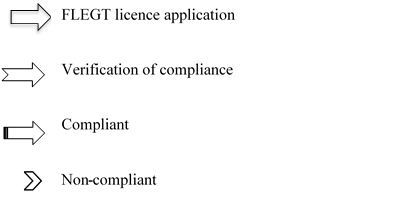 FLEGT licence application
Verification of compliance
Compliant
Non-compliant